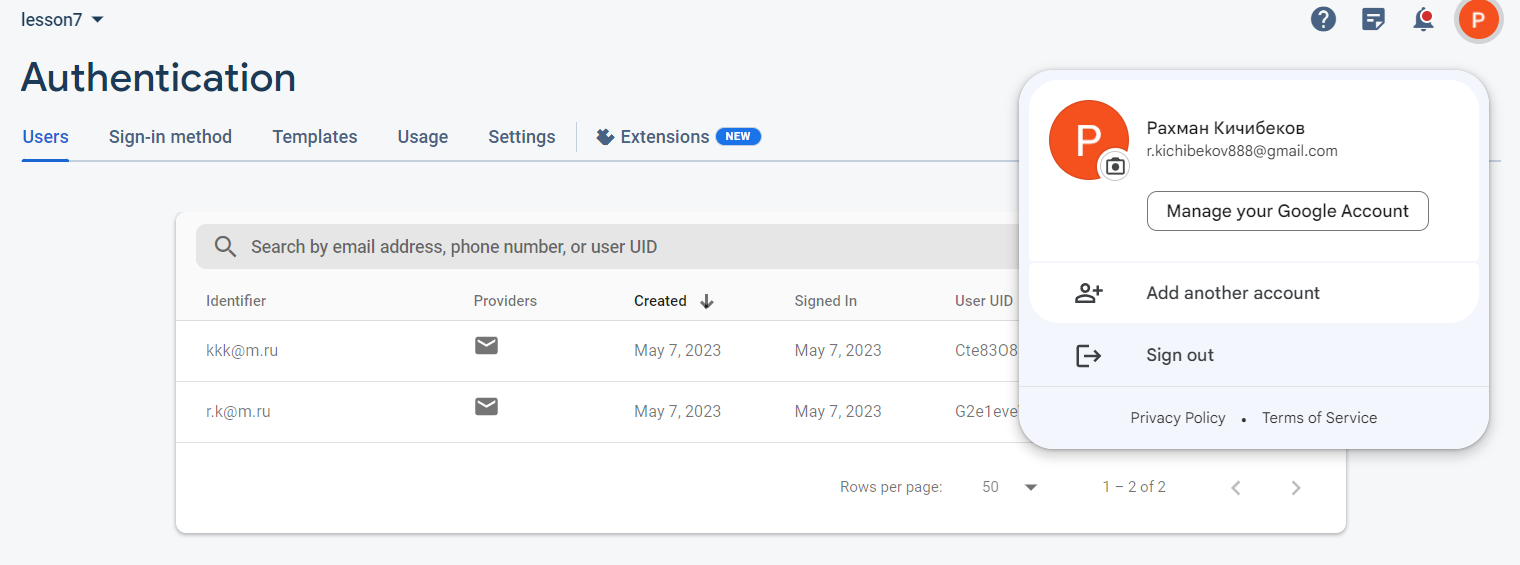 lesson7
P
Authentication
Users Sign-in method Templates Usage Settings Extensions NEW
P
Рахман Кичибеков
r.kichibekov888@gmail.com
Manage your Google Account
Add another account
Sign out
Privacy Policy • Terms of Service
Search by email address, phone number, or user UID
Identifier Providers Created Signed In User UID
kkk@m.ru May 7, 2023 May 7, 2023
r.k@m.ru May 7, 2023 May 7, 2023
Rows per page: 50 1 – 2 of 2